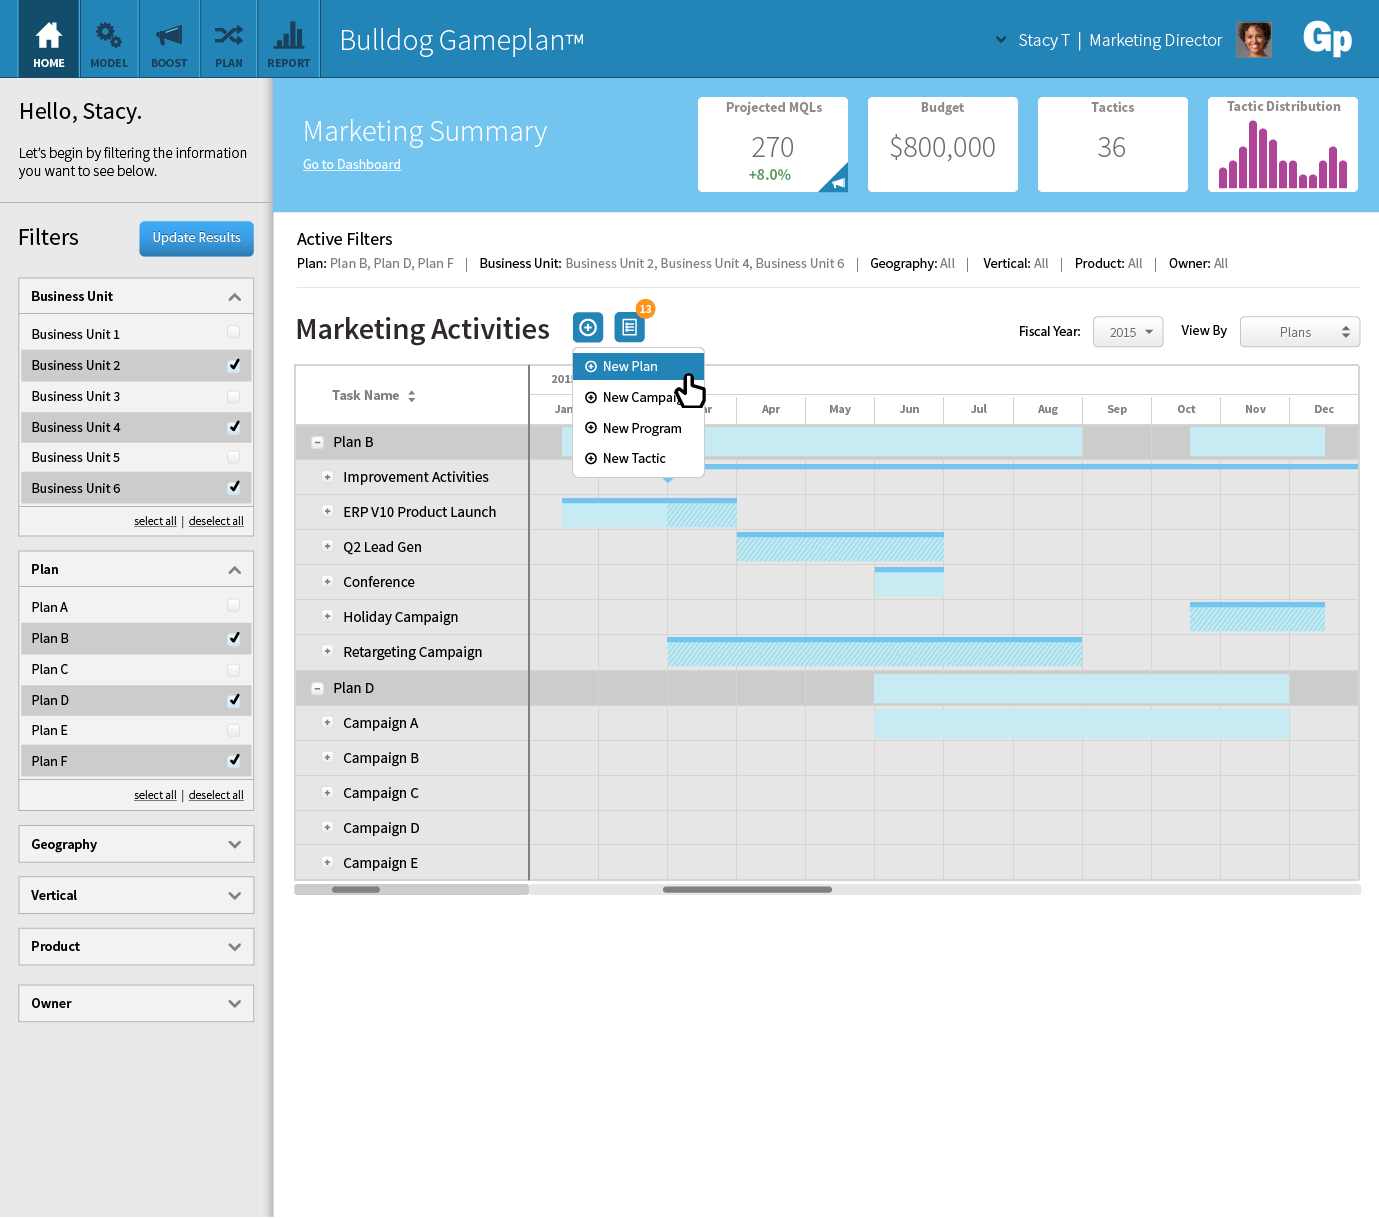 HOME
MODEL
BOOST
PLAN
REPORT
Bulldog Gameplan™
Stacy T | Marketing Director
Gp
Hello, Stacy.
Let's begin by filtering the information
you want to see below.
Filters
Update Results
Business Unit
Business Unit 1
Business Unit 2
Business Unit 3
Business Unit 4
Business Unit 5
Business Unit 6
select all | deselect all
Plan
Plan A
Plan B
Plan C
Plan D
Plan E
Plan F
select all | deselect all
Geography
Vertical
Product
Owner
Marketing Summary
Go to Dashboard
Projected MQLs
270
+8.0%
Budget
$800,000
Tactics
36
Tactic Distribution
Active Filters
Plan: Plan B, Plan D, Plan F | Business Unit: Business Unit 2, Business Unit 4, Business Unit 6 | Geography: All | Vertical: All | Product: All | Owner: All
Marketing Activities
13
Fiscal Year:
2015
View By
Plans
New Plan
New Campaig
New Program
New Tactic
Task Name
201
Jan
Apr May Jun Jul Aug Sep Oct Nov Dec
Plan B
Improvement Activities
ERP V10 Product Launch
Q2 Lead Gen
Conference
Holiday Campaign
Retargeting Campaign
Plan D
Campaign A
Campaign B
Campaign C
Campaign D
Campaign E